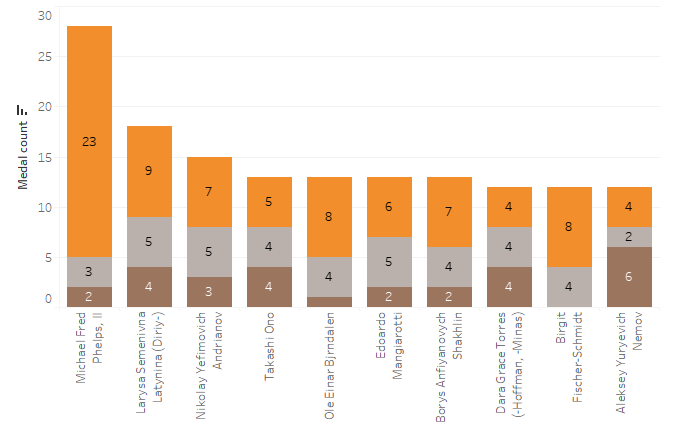 30
25
20
15
10
5
0
Medal count
23
3
2
9
5
4
7
5
3
5
4
4
8
4
6
5
2
7
4
2
4
4
4
8
4
4
2
6
Michael Fred
Phelps, II
Larysa Semenivna
Latynina (Diriy-)
Nikolay Yefimovich
Andrianov
Takashi Ono
Ole Einar Bjrndalen
Edoardo
Mangiarotti
Borys Anfiyanovych
Shakhlin
Dara Grace Torres
(-Hoffman, -Minas)
Birgit
Fischer-Schmidt
Aleksey Yuryevich
Nemov